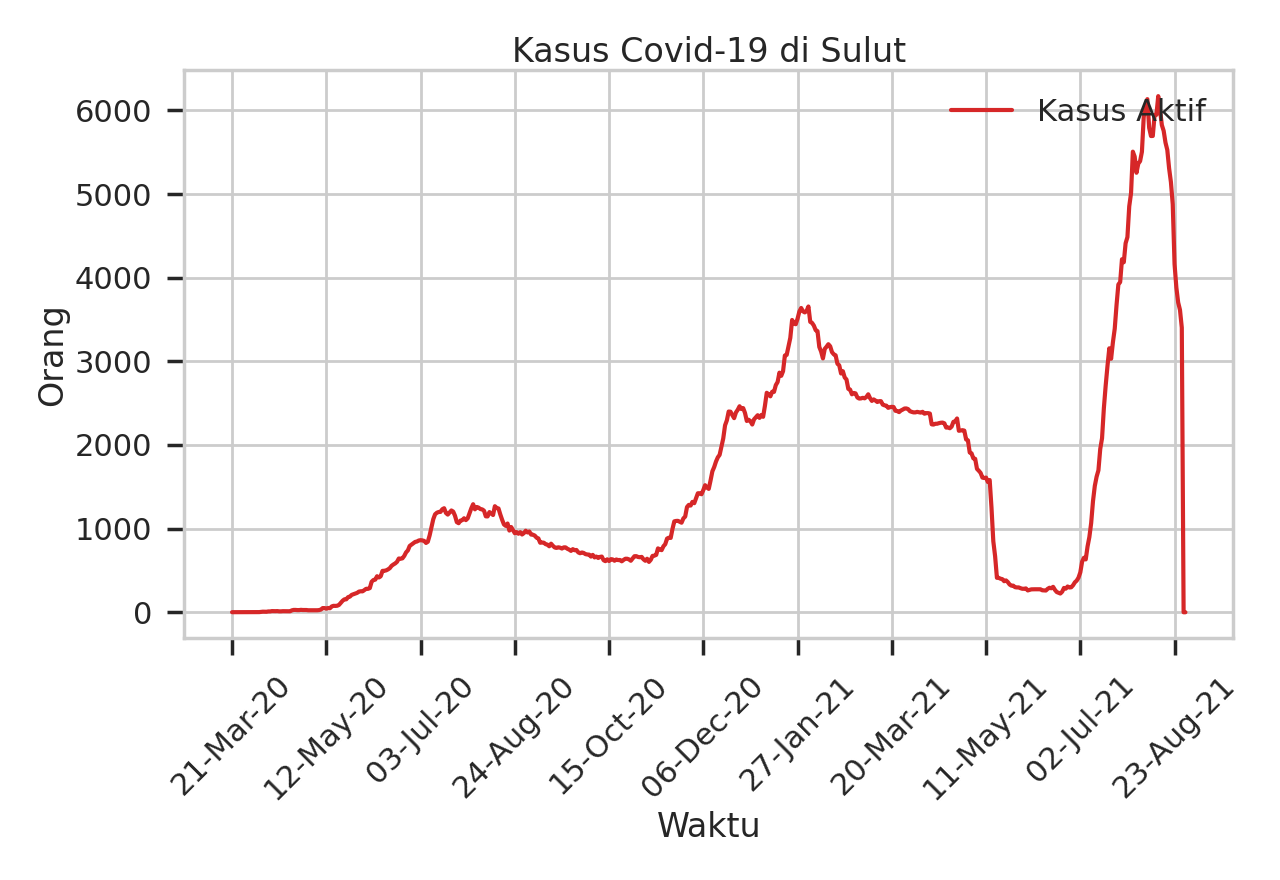 Kasus Covid-19 di Sulut
Kasus Aktif
6000
5000
4000
3000
2000
1000
0
Orang
21-Mar-20
12-May-20
03-Jul-20
24-Aug-20
15-Oct-20
06-Dec-20
27-Jan-21
20-Mar-21
11-May-21
02-Jul-21
23-Aug-21
Waktu